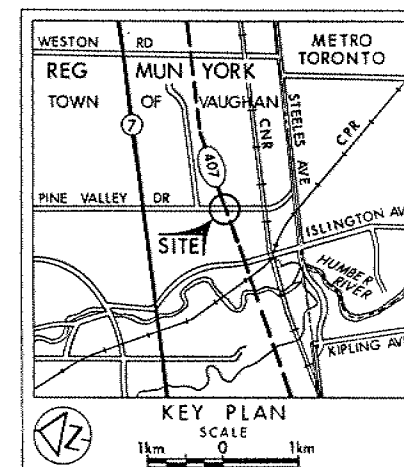 WESTON RD
METRO
TORONTO
REG MUN YORK
TOWN OF VAUGHAN
7
407
CNR
STEELES AVE
CPR
PINE VALLEY DR
SITE
ISLINGTON AV
HUMBER
RIVER
KIPLING AV
N
KEY PLAN
SCALE
1km 0 1km